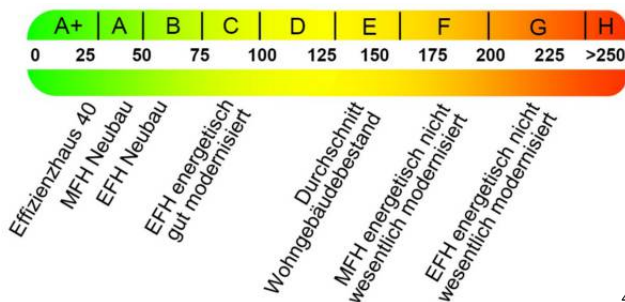 A+ A B C D E F G H
0 25 50 75 100 125 150 175 200 225 >250
Effizienzhaus 40
MFH Neubau
EFH Neubau
EFH energetisch
gut modernisiert
Durchschnitt
Wohngebäudebestand
MFH energetisch nicht
wesentlich modernisiert
EFH energetisch nicht
wesentlich modernisiert